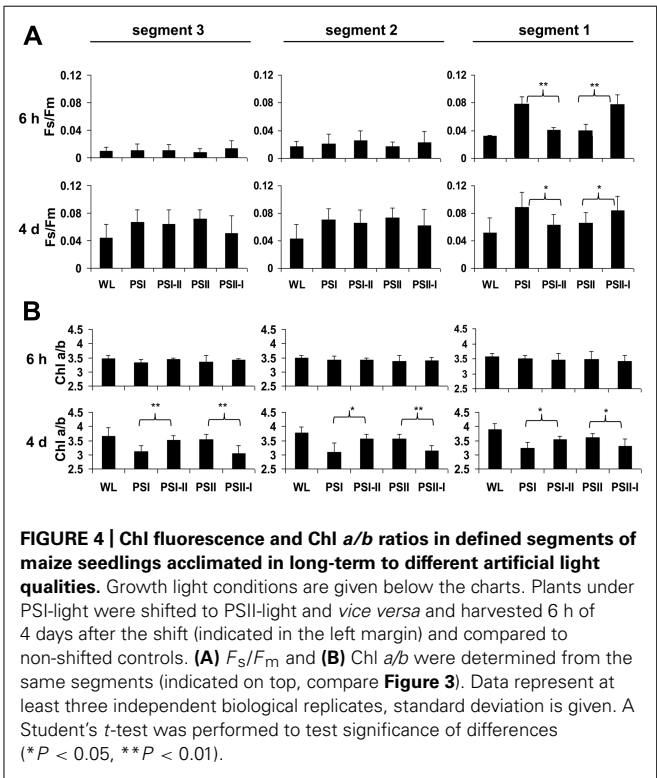 A
segment 3 segment 2 segment 1
6 h
Fs/Fm
0.12
0.08
0.04
0
0.12
0.08
0.04
0
0.12
0.08
0.04
0
** **
4 d
Fs/Fm
0.12
0.08
0.04
0
0.12
0.08
0.04
0
0.12
0.08
0.04
0
* *
WL PSI PSI-II PSII PSII-I WL PSI PSI-II PSII PSII-I WL PSI PSI-II PSII PSII-I
B
6 h
Chl a/b
4.5
4
3.5
3
2.5
4.5
4
3.5
3
2.5
4.5
4
3.5
3
2.5
4 d
Chl a/b
4.5
4
3.5
3
2.5
** **
4.5
4
3.5
3
2.5
* **
4.5
4
3.5
3
2.5
* *
WL PSI PSI-II PSII PSII-I WL PSI PSI-II PSII PSII-I WL PSI PSI-II PSII PSII-I
FIGURE 4 | Chl fluorescence and Chl a/b ratios in defined segments of
maize seedlings acclimated in long-term to different artificial light
qualities. Growth light conditions are given below the charts. Plants under
PSI-light were shifted to PSII-light and vice versa and harvested 6 h of
4 days after the shift (indicated in the left margin) and compared to
non-shifted controls. (A) Fs/Fm and (B) Chl a/b were determined from the
same segments (indicated on top, compare Figure 3). Data represent at
least three independent biological replicates, standard deviation is given. A
Student's t-test was performed to test significance of differences
(*P < 0.05, **P < 0.01).